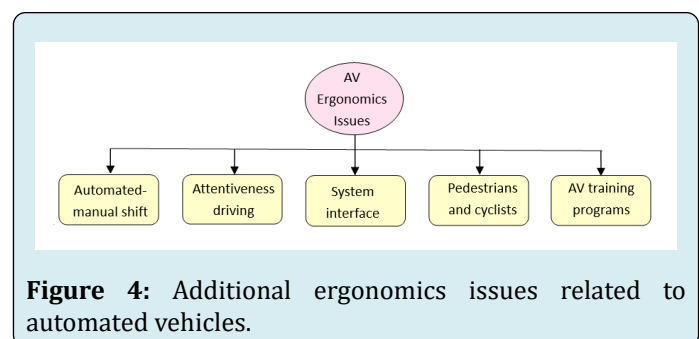 AV
Ergonomics
Issues
Automated-
manual shift
Attentiveness
driving
System
interface
Pedestrians
and cyclists
AV training
programs
Figure 4: Additional ergonomics issues related to
automated vehicles.